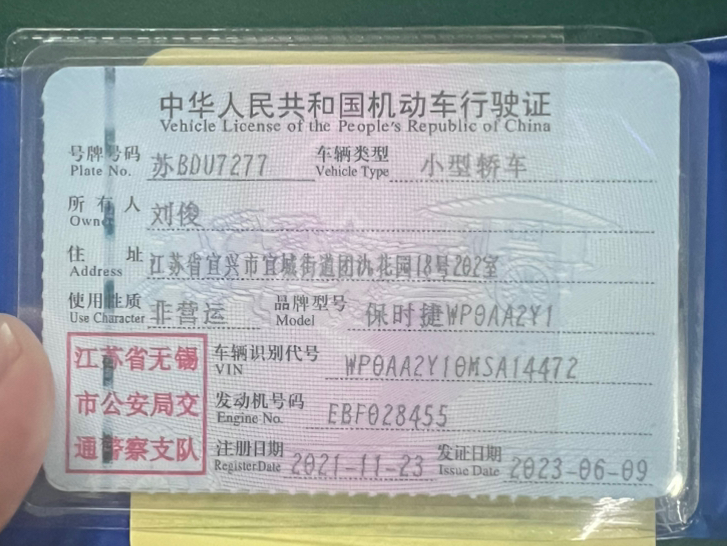 中华人民共和国机动车行驶证
Vehicle License of the People's Republic of China
号牌号码 苏BDU7277 车辆类型 小型轿车
Plate No. Vehicle Type
所有人 刘俊
Owner
住址 江苏省宜兴市宜城街道团氿花园18号202室
Address
使用性质 非营运 品牌型号 保时捷WP0AA2Y1
Use Character Model
江苏省无锡
市公安局交
通警察支队
车辆识别代号 WP0AA2Y10MSA14472
VIN
发动机号码 EBF028455
Engine No.
注册日期 2021-11-23 发证日期 2023-06-09
Register Date Issue Date